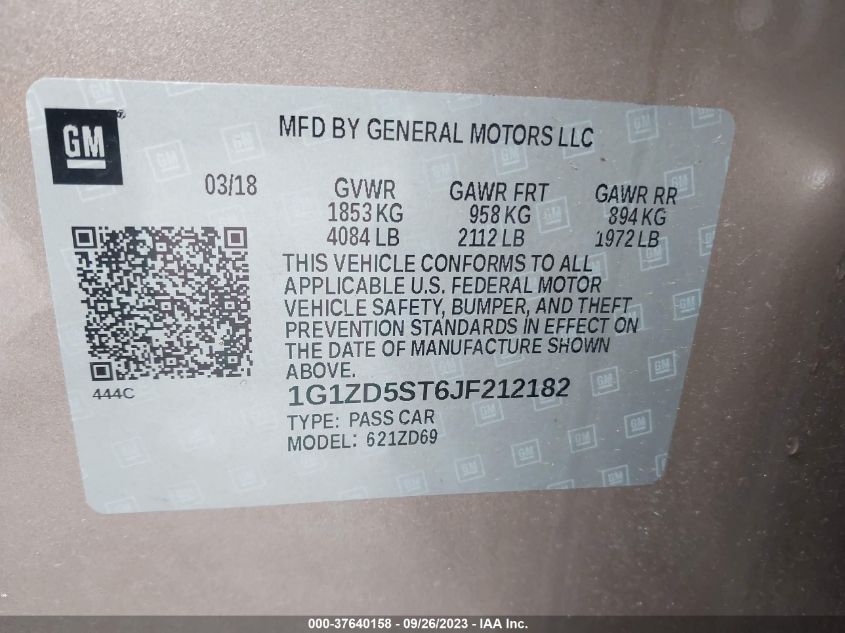 GM
MFD BY GENERAL MOTORS LLC
03/18 GVWR GAWR FRT GAWR RR
1853 KG 958 KG 894 KG
4084 LB 2112 LB 1972 LB
THIS VEHICLE CONFORMS TO ALL
APPLICABLE U.S. FEDERAL MOTOR
VEHICLE SAFETY, BUMPER, AND THEFT
PREVENTION STANDARDS IN EFFECT ON
THE DATE OF MANUFACTURE SHOWN
ABOVE.
444C
1G1ZD5ST6JF212182
TYPE: PASS CAR
MODEL: 621ZD69
000-37640158 - 09/26/2023 - IAA Inc.